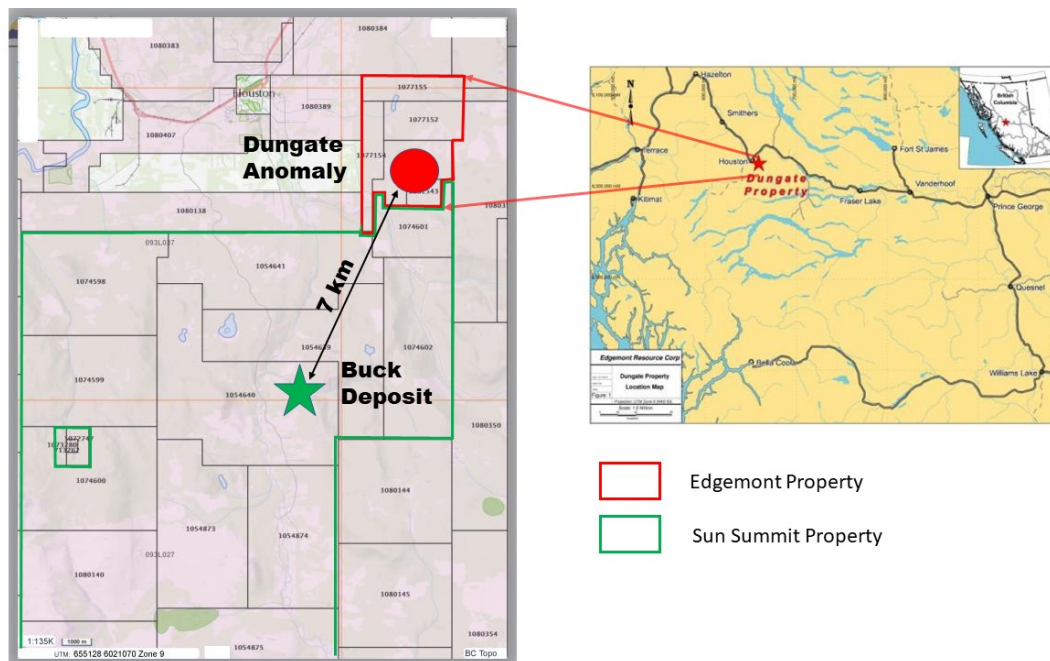 1080383
1080384
Houston
1077155
1080389
1077152
1080407
Dungate
Anomaly
1077154
1080138
1074601
093L037
1054641
1074598
7 km
1074602
Buck
Deposit
1074599
1054640
1072747
1073280
1074600
1080350
1080144
1054873
1054874
093L027
1080140
1080145
1080354
1054875
1:135K
1000 m
UTM: 655128 6021070 Zone 9
BC Topo
N
Hazelton
British
Columbia
Smithers
Terrace
Houston
Fort St James
Dungate
Property
Kitimat
Fraser Lake
Vanderhoof
Prince George
Quesnel
Bella Coola
Williams Lake
Edgemont Resource Corp
Dungate Property
Location Map
Figure: 1
Edgemont Property
Sun Summit Property